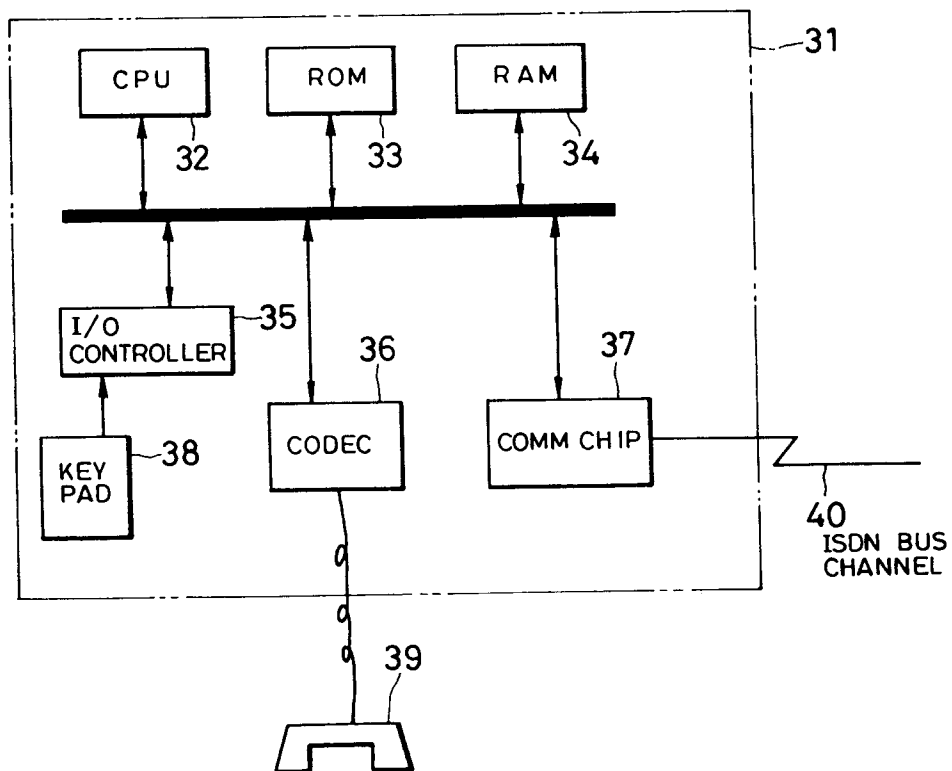 31
CPU
32
ROM
33
RAM
34
I/O
CONTROLLER
35
36
37
KEY
PAD
38
CODEC
COMM CHIP
40
ISDN BUS
CHANNEL
39